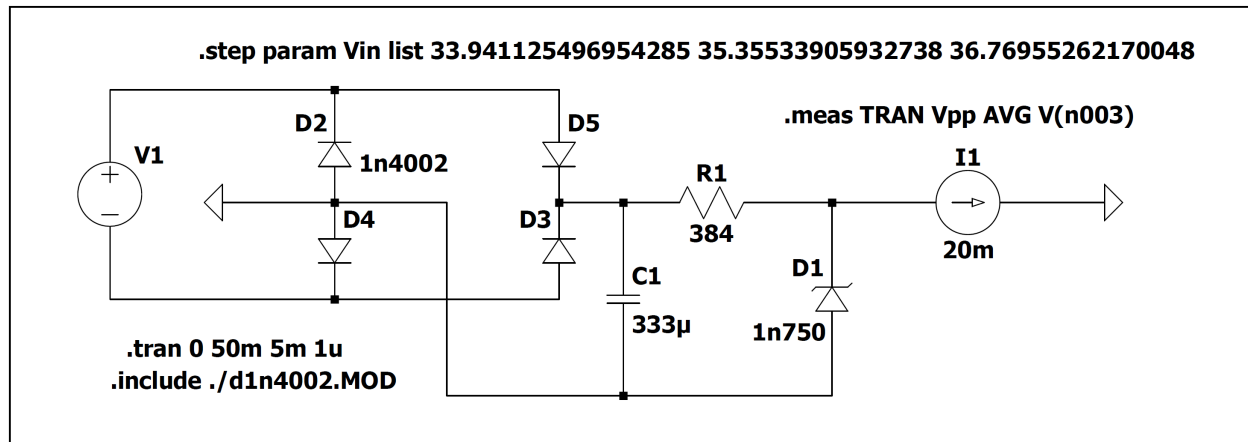 .step param Vin list 33.941125496954285 35.35533905932738 36.76955262170048
.meas TRAN Vpp AVG V(n003)
D2
D5
V1
1n4002
I1
R1
D4
D3
384
20m
C1
D1
333µ
1n750
.tran 0 50m 5m 1u
.include ./d1n4002.MOD